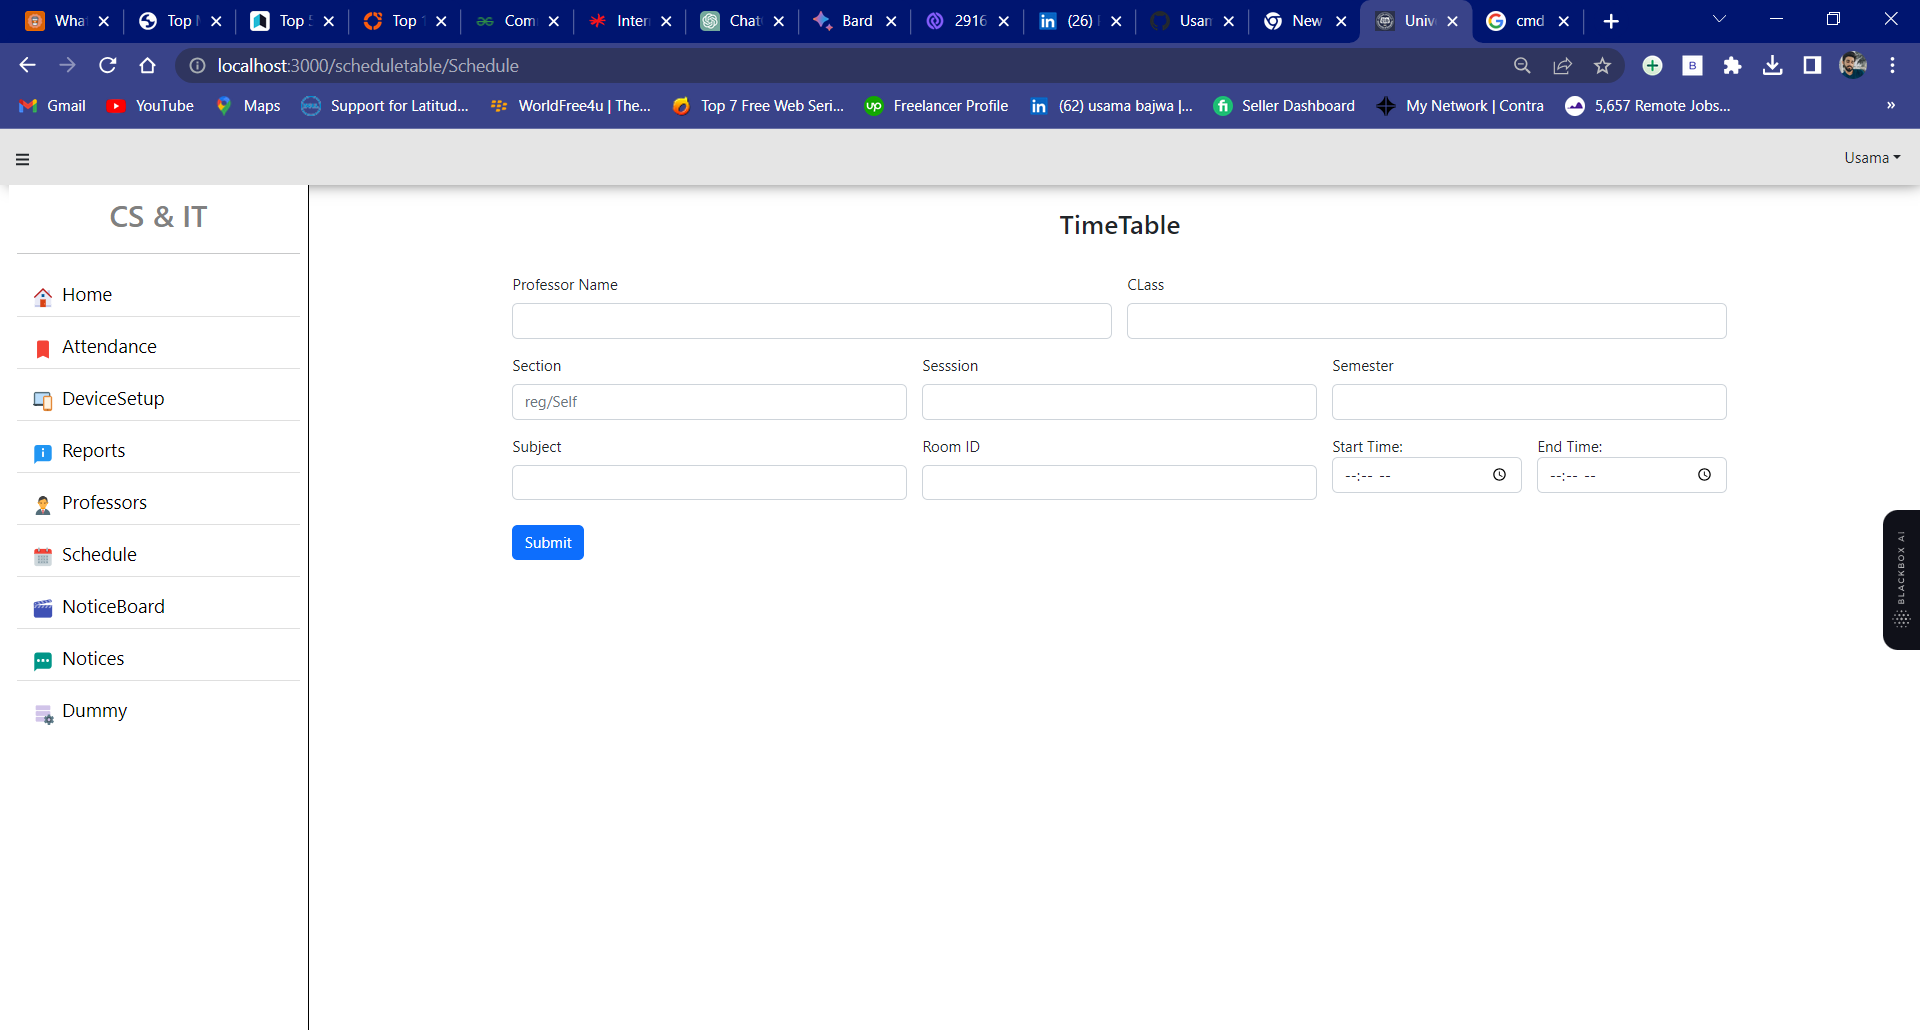 What Top Top Top Com Inter Chat Bard 2916 (26) Usam New Univ cmd
localhost:3000/scheduletable/Schedule
Gmail YouTube Maps Support for Latitud... WorldFree4u | The... Top 7 Free Web Seri... Freelancer Profile (62) usama bajwa |... Seller Dashboard My Network | Contra 5,657 Remote Jobs... »
Usama
CS & IT
Home
Attendance
DeviceSetup
Reports
Professors
Schedule
NoticeBoard
Notices
Dummy
TimeTable
Professor Name CLass
Section Sesssion Semester
reg/Self
Subject Room ID Start Time: End Time:
--:-- -- --:-- --
Submit
BLACKBOX AI